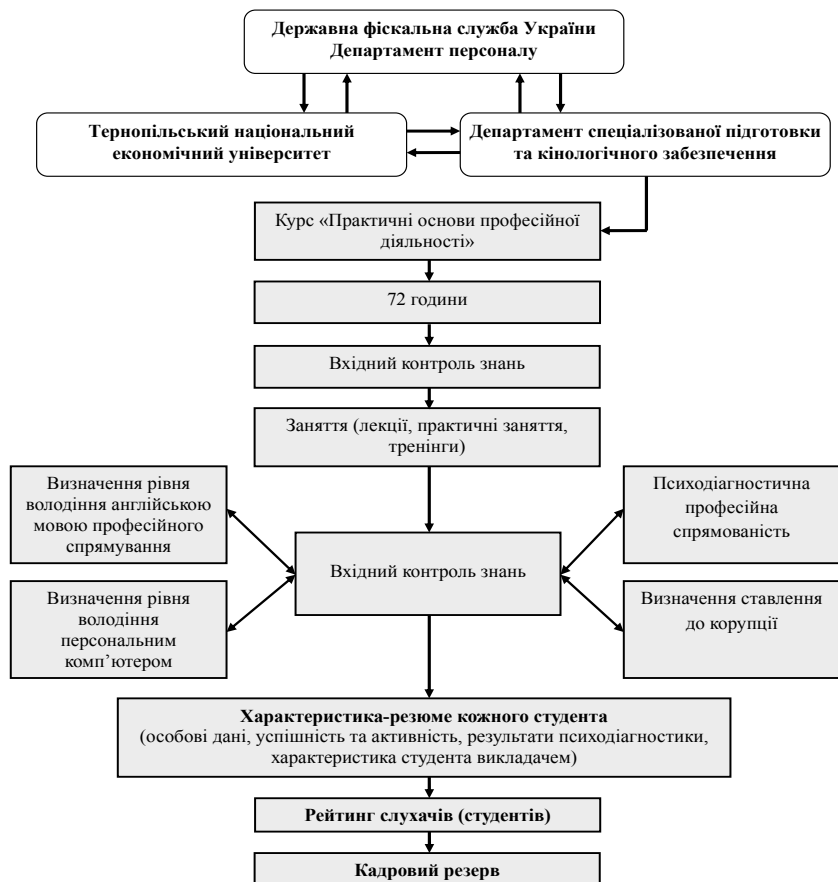 Державна фіскальна служба України
Департамент персоналу
Тернопільський національний
економічний університет
Департамент спеціалізованої підготовки
та кінологічного забезпечення
Курс «Практичні основи професійної
діяльності»
72 години
Вхідний контроль знань
Заняття (лекції, практичні заняття,
тренінги)
Визначення рівня
володіння англійською
мовою професійного
спрямування
Психодіагностична
професійна
спрямованість
Вхідний контроль знань
Визначення рівня
володіння
персональним
комп’ютером
Визначення ставлення
до корупції
Характеристика-резюме кожного студента
(особові дані, успішність та активність, результати психодіагностики,
характеристика студента викладачем)
Рейтинг слухачів (студентів)
Кадровий резерв